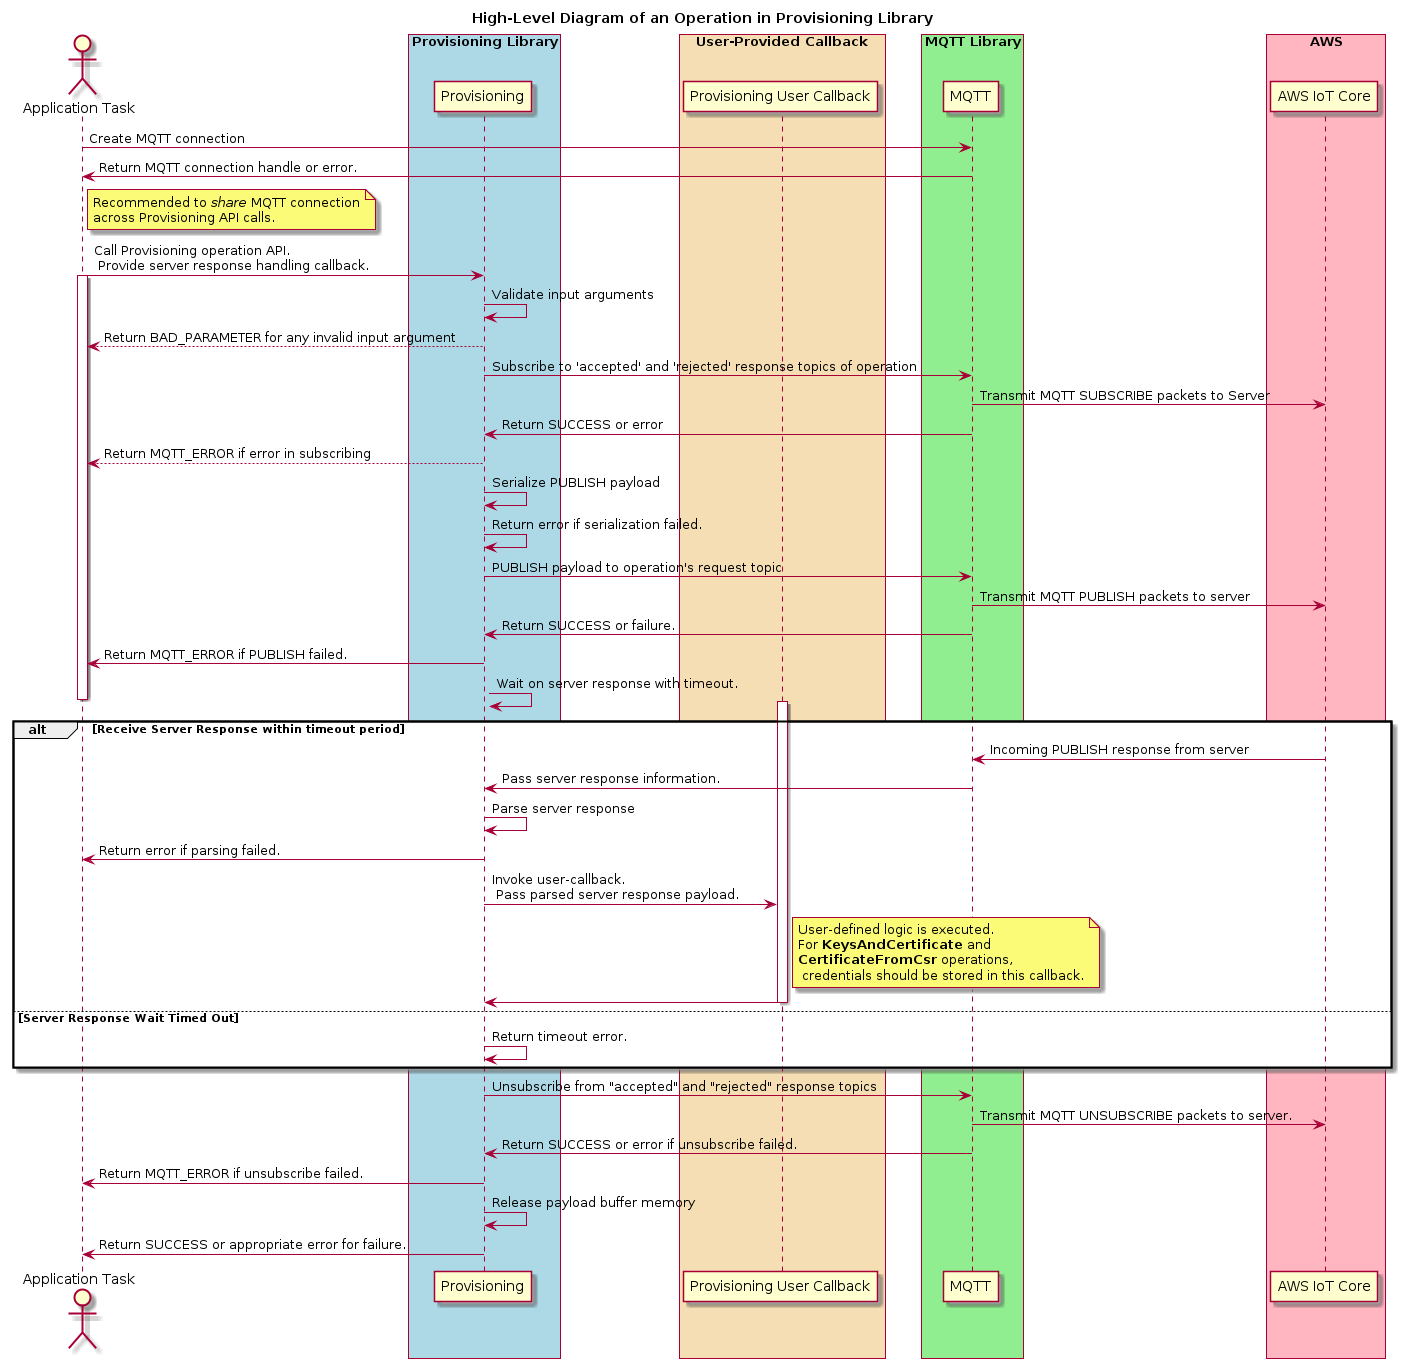 High-Level Diagram of an Operation in Provisioning Library
Provisioning Library
User-Provided Callback
MQTT Library
AWS
Application Task
Provisioning
Provisioning User Callback
MQTT
AWS IoT Core
Create MQTT connection
Return MQTT connection handle or error.
Recommended to share MQTT connection
across Provisioning API calls.
Call Provisioning operation API.
Provide server response handling callback.
Validate input arguments
Return BAD_PARAMETER for any invalid input argument
Subscribe to 'accepted' and 'rejected' response topics of operation
Transmit MQTT SUBSCRIBE packets to Server
Return SUCCESS or error
Return MQTT_ERROR if error in subscribing
Serialize PUBLISH payload
Return error if serialization failed.
PUBLISH payload to operation's request topic
Transmit MQTT PUBLISH packets to server
Return SUCCESS or failure.
Return MQTT_ERROR if PUBLISH failed.
Wait on server response with timeout.
alt [Receive Server Response within timeout period]
Incoming PUBLISH response from server
Pass server response information.
Parse server response
Return error if parsing failed.
Invoke user-callback.
Pass parsed server response payload.
User-defined logic is executed.
For KeysAndCertificate and
CertificateFromCsr operations,
credentials should be stored in this callback.
[Server Response Wait Timed Out]
Return timeout error.
Unsubscribe from "accepted" and "rejected" response topics
Transmit MQTT UNSUBSCRIBE packets to server.
Return SUCCESS or error if unsubscribe failed.
Return MQTT_ERROR if unsubscribe failed.
Release payload buffer memory
Return SUCCESS or appropriate error for failure.
Application Task
Provisioning
Provisioning User Callback
MQTT
AWS IoT Core